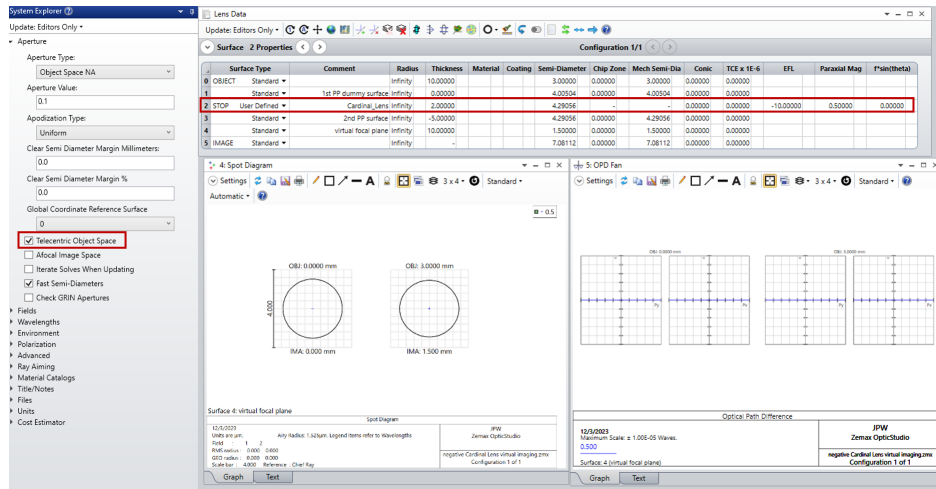 System Explorer
Update: Editors Only
Aperture
Aperture Type:
Object Space NA
Aperture Value:
0.1
Apodization Type:
Uniform
Clear Semi Diameter Margin Millimeters:
0.0
Clear Semi Diameter Margin %
0.0
Global Coordinate Reference Surface
0
Telecentric Object Space
Afocal Image Space
Iterate Solves When Updating
Fast Semi-Diameters
Check GRIN Apertures
Fields
Wavelengths
Environment
Polarization
Advanced
Ray Aiming
Material Catalogs
Title/Notes
Files
Units
Cost Estimator
Lens Data
Update: Editors Only
Surface 2 Properties Configuration 1/1
Surface Type Comment Radius Thickness Material Coating Semi-Diameter Chip Zone Mech Semi-Dia Conic TCE x 1E-6 EFL Paraxial Mag f*sin(theta)
0 OBJECT Standard Infinity 10.00000 3.00000 0.00000 3.00000 0.00000 0.00000
1 Standard 1st PP dummy surface Infinity 0.00000 4.00504 0.00000 4.00504 0.00000 0.00000
2 STOP User Defined Cardinal_Lens Infinity 2.00000 4.29056 - - 0.00000 0.00000 -10.00000 0.50000 0.00000
3 Standard 2nd PP surface Infinity -5.00000 4.29056 0.00000 4.29056 0.00000 0.00000
4 Standard virtual focal plane Infinity 10.00000 1.50000 0.00000 1.50000 0.00000 0.00000
5 IMAGE Standard Infinity - 7.08112 0.00000 7.08112 0.00000 0.00000
4: Spot Diagram
Settings 3 x 4 Standard
Automatic
0.5
OBJ: 0.0000 mm OBJ: 3.0000 mm
4.000
IMA: 0.000 mm IMA: 1.500 mm
Surface 4: virtual focal plane
Spot Diagram
12/3/2023
Units are µm. Airy Radius: 1.525µm. Legend items refer to Wavelengths
Field : 1 2
RMS radius : 0.000 0.000
GEO radius : 0.000 0.000
Scale bar : 4.000 Reference : Chief Ray
JPW
Zemax OpticStudio
negative Cardinal Lens virtual imaging.zmx
Configuration 1 of 1
Graph Text
5: OPD Fan
Settings 3 x 4 Standard
OBJ: 0.0000 mm OBJ: 3.0000 mm
Py Px Py Px
Optical Path Difference
12/3/2023
Maximum Scale: ± 1.00E-05 Waves.
0.500
Surface: 4 (virtual focal plane)
JPW
Zemax OpticStudio
negative Cardinal Lens virtual imaging.zmx
Configuration 1 of 1
Graph Text